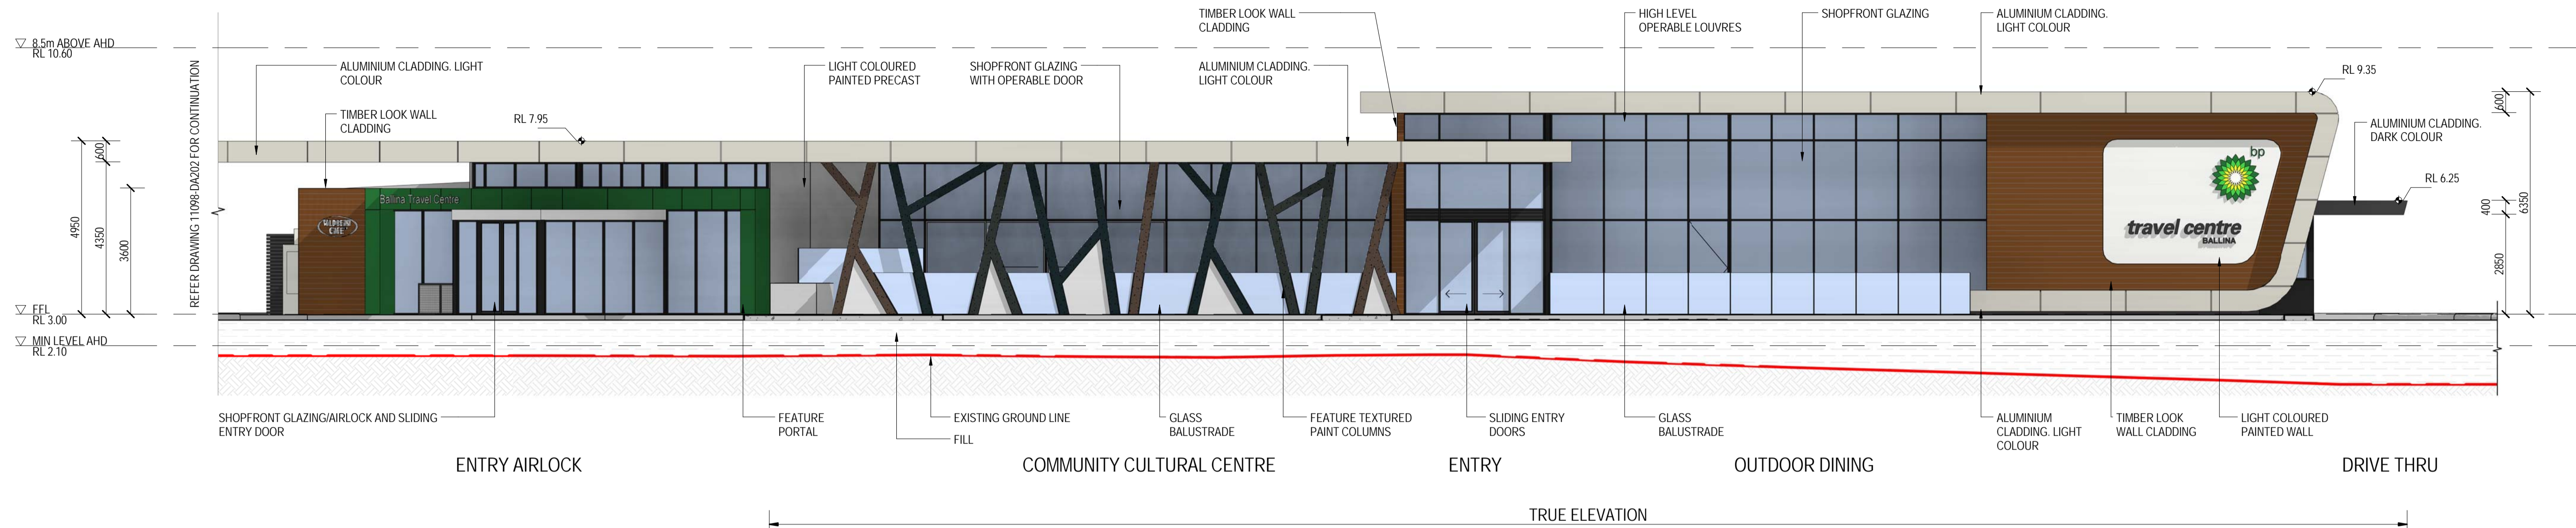 8.5m ABOVE AHD
RL 10.60
REFER DRAWING 11098-DA202 FOR CONTINUATION
ALUMINIUM CLADDING. LIGHT
COLOUR
TIMBER LOOK WALL
CLADDING
RL 7.95
LIGHT COLOURED
PAINTED PRECAST
SHOPFRONT GLAZING
WITH OPERABLE DOOR
TIMBER LOOK WALL
CLADDING
ALUMINIUM CLADDING.
LIGHT COLOUR
HIGH LEVEL
OPERABLE LOUVRES
SHOPFRONT GLAZING
ALUMINIUM CLADDING.
LIGHT COLOUR
RL 9.35
ALUMINIUM CLADDING.
DARK COLOUR
RL 6.25
4950
600
4350
3600
600
6350
400
2850
Ballina Travel Centre
bp
travel centre
BALLINA
FFL
RL 3.00
MIN LEVEL AHD
RL 2.10
SHOPFRONT GLAZING/AIRLOCK AND SLIDING
ENTRY DOOR
FEATURE
PORTAL
EXISTING GROUND LINE
FILL
GLASS
BALUSTRADE
FEATURE TEXTURED
PAINT COLUMNS
SLIDING ENTRY
DOORS
GLASS
BALUSTRADE
ALUMINIUM
CLADDING. LIGHT
COLOUR
TIMBER LOOK
WALL CLADDING
LIGHT COLOURED
PAINTED WALL
ENTRY AIRLOCK
COMMUNITY CULTURAL CENTRE
ENTRY
OUTDOOR DINING
DRIVE THRU
TRUE ELEVATION